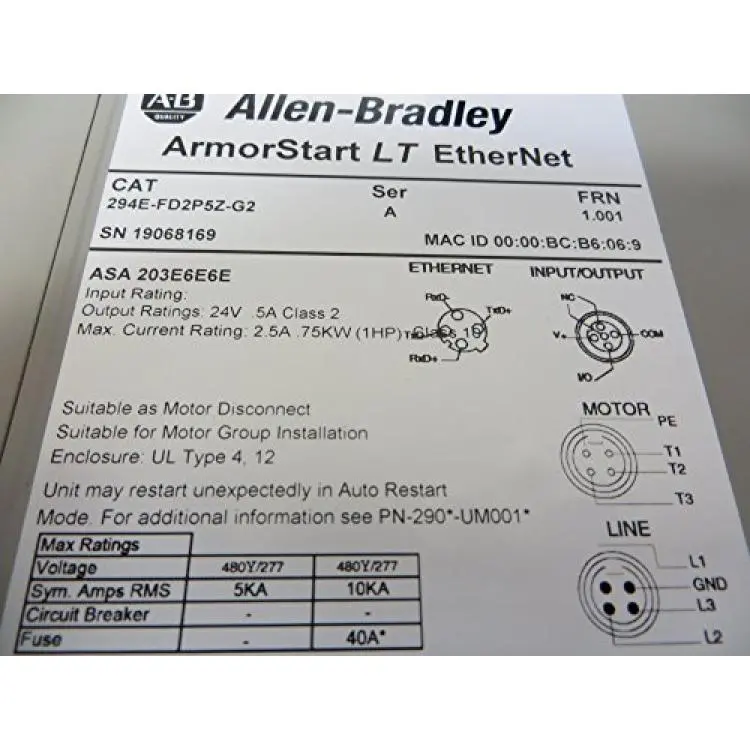 A-B
QUALITY
Allen-Bradley
ArmorStart LT EtherNet
CAT Ser FRN
294E-FD2P5Z-G2 A 1.001
SN 19068169 MAC ID 00:00:BC:B6:06:9
ASA 203E6E6E
Input Rating:
Output Ratings: 24V .5A Class 2
Max. Current Rating: 2.5A .75KW (1HP) Class 10
ETHERNET
RxD-
TxD+
RxD+
INPUT/OUTPUT
NC
V+
COM
I/O
Suitable as Motor Disconnect
Suitable for Motor Group Installation
Enclosure: UL Type 4, 12
MOTOR
PE
T1
T2
T3
Unit may restart unexpectedly in Auto Restart
Mode. For additional information see PN-290*-UM001*
LINE
L1
GND
L3
L2
Max Ratings
Voltage 480Y/277 480Y/277
Sym. Amps RMS 5KA 10KA
Circuit Breaker - -
Fuse - 40A*